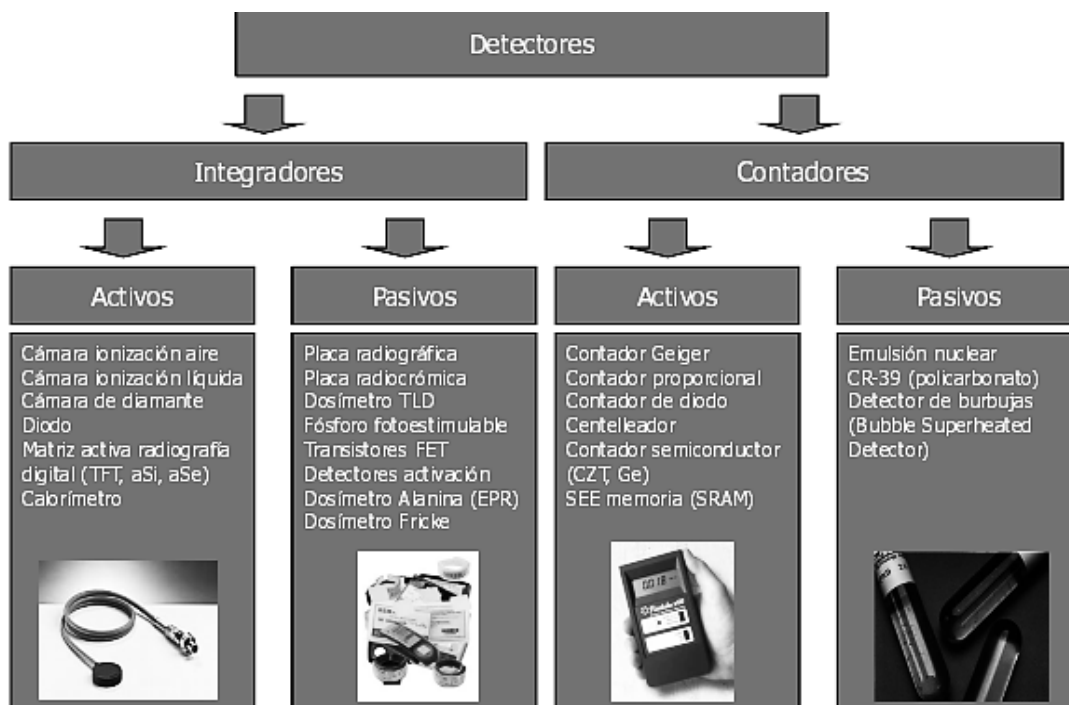 Detectores
Integradores
Contadores
Activos
Cámara ionización aire
Cámara ionización líquida
Cámara de diamante
Diodo
Matriz activa radiografía
digital (TFT, aSi, aSe)
Calorímetro
Pasivos
Placa radiográfica
Placa radiocrómica
Dosímetro TLD
Fósforo fotoestimulable
Transistores FET
Detectores activación
Dosímetro Alanina (EPR)
Dosímetro Fricke
Activos
Contador Geiger
Contador proporcional
Contador de diodo
Centelleador
Contador semiconductor
(CZT, Ge)
SEE memoria (SRAM)
Pasivos
Emulsión nuclear
CR-39 (policarbonato)
Detector de burbujas
(Bubble Superheated
Detector)